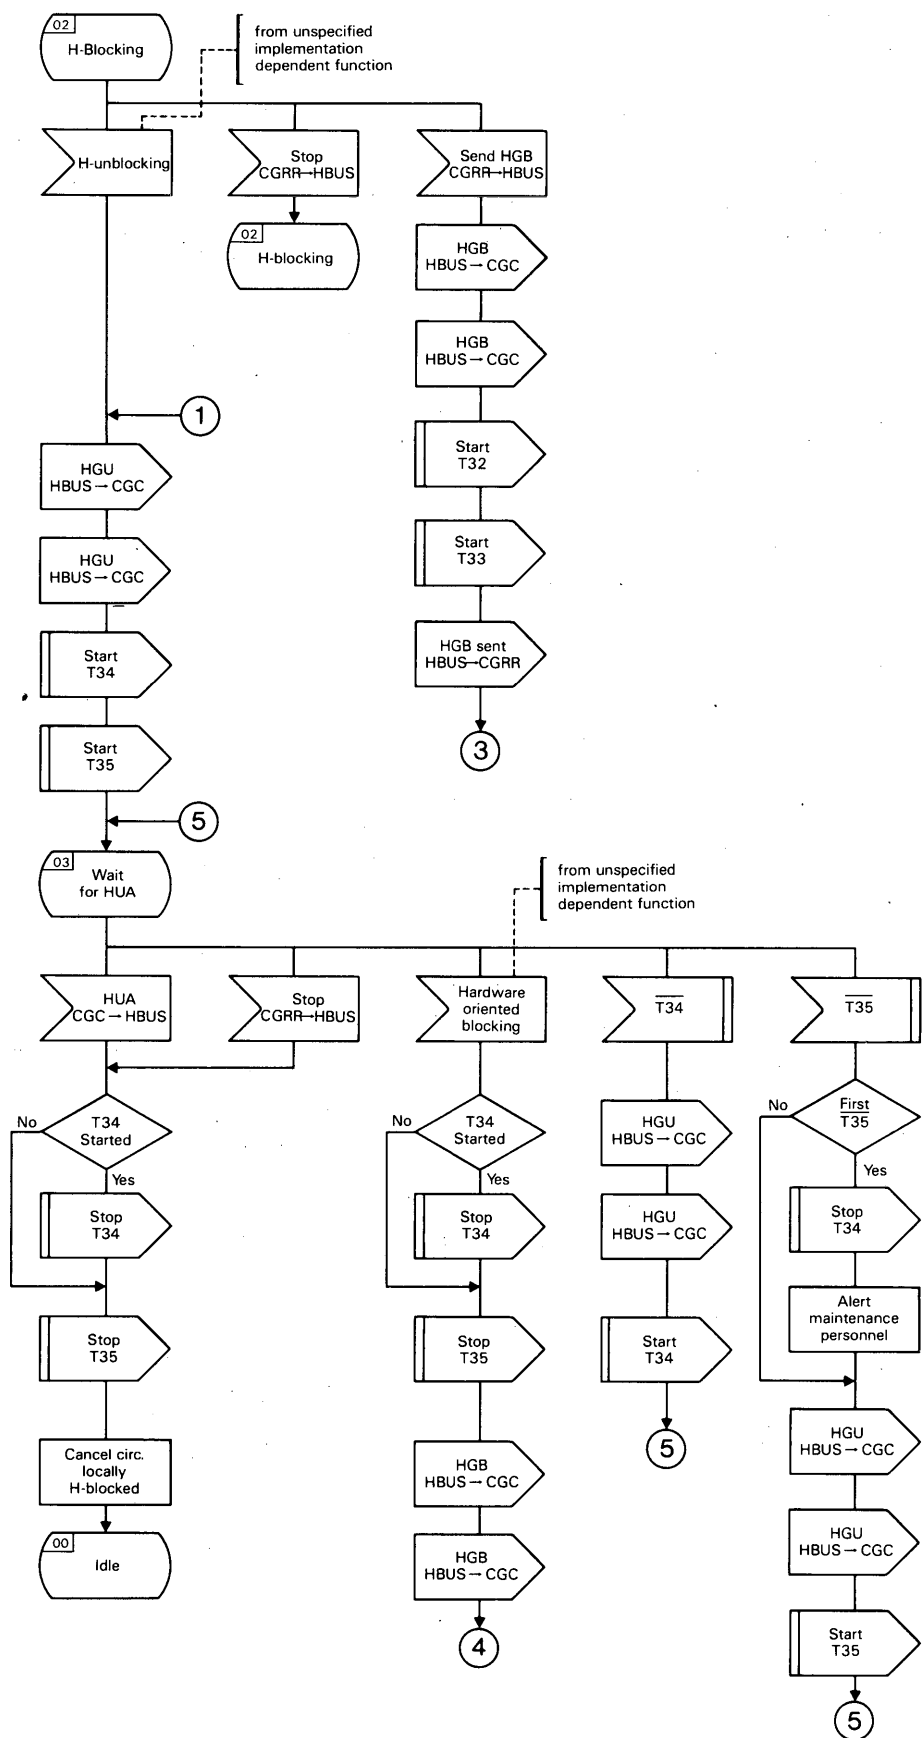 02
H-Blocking
from unspecified
implementation
dependent function
H-unblocking
Stop
CGRR→HBUS
Send HGB
CGRR→HBUS
02
H-blocking
HGB
HBUS→CGC
HGB
HBUS→CGC
1
HGU
HBUS→CGC
Start
T32
HGU
HBUS→CGC
Start
T33
Start
T34
HGB sent
HBUS→CGRR
Start
T35
3
5
03
Wait
for HUA
from unspecified
implementation
dependent function
HUA
CGC→HBUS
Stop
CGRR→HBUS
Hardware
oriented
blocking
T34
T35
No
T34
Started
Yes
No
T34
Started
Yes
HGU
HBUS→CGC
No
First
T35
Yes
Stop
T34
Stop
T34
HGU
HBUS→CGC
Stop
T34
Alert
maintenance
personnel
Stop
T35
Stop
T35
Start
T34
5
HGU
HBUS→CGC
Cancel circ.
locally
H-blocked
HGB
HBUS→CGC
HGU
HBUS→CGC
00
Idle
HGB
HBUS→CGC
4
Start
T35
5